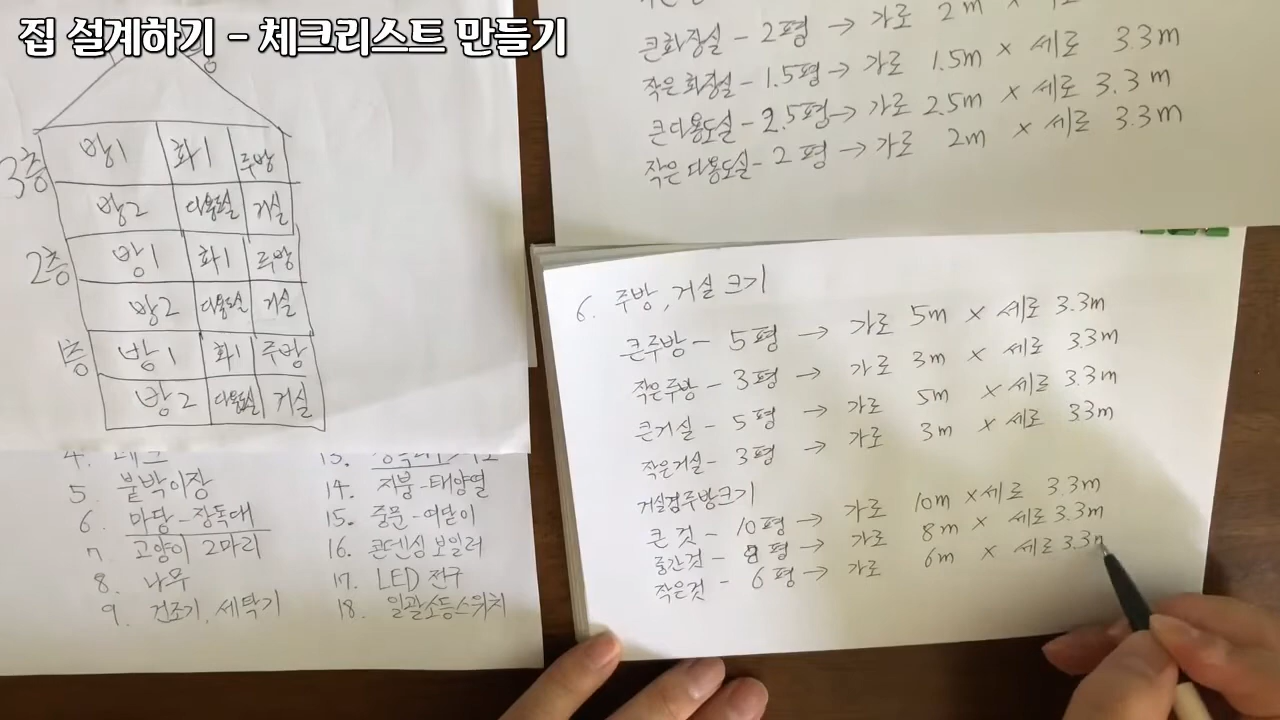 집 설계하기 - 체크리스트 만들기
3층 방1 화1 주방
방2 다용도실 거실
2층 방1 화1 주방
방2 다용도실 거실
1층 방1 화1 주방
방2 다용도실 거실
5. 붙박이장
6. 마당-장독대
7. 고양이 2마리
8. 나무
9. 건조기, 세탁기
14. 지붕-태양열
15. 중문-여닫이
16. 콘덴싱 보일러
17. LED 전구
18. 일괄소등스위치
큰화장실 - 2평 → 가로 2m ×
작은화장실 - 1.5평 → 가로 1.5m × 세로 3.3m
큰다용도실 - 2.5평 → 가로 2.5m × 세로 3.3m
작은다용도실 - 2평 → 가로 2m × 세로 3.3m
6. 주방, 거실 크기
큰주방 - 5평 → 가로 5m × 세로 3.3m
작은주방 - 3평 → 가로 3m × 세로 3.3m
큰거실 - 5평 → 가로 5m × 세로 3.3m
작은거실 - 3평 → 가로 3m × 세로 3.3m
거실겸주방크기
큰 것 - 10평 → 가로 10m × 세로 3.3m
중간것 - 8평 → 가로 8m × 세로 3.3m
작은것 - 6평 → 가로 6m × 세로 3.3m